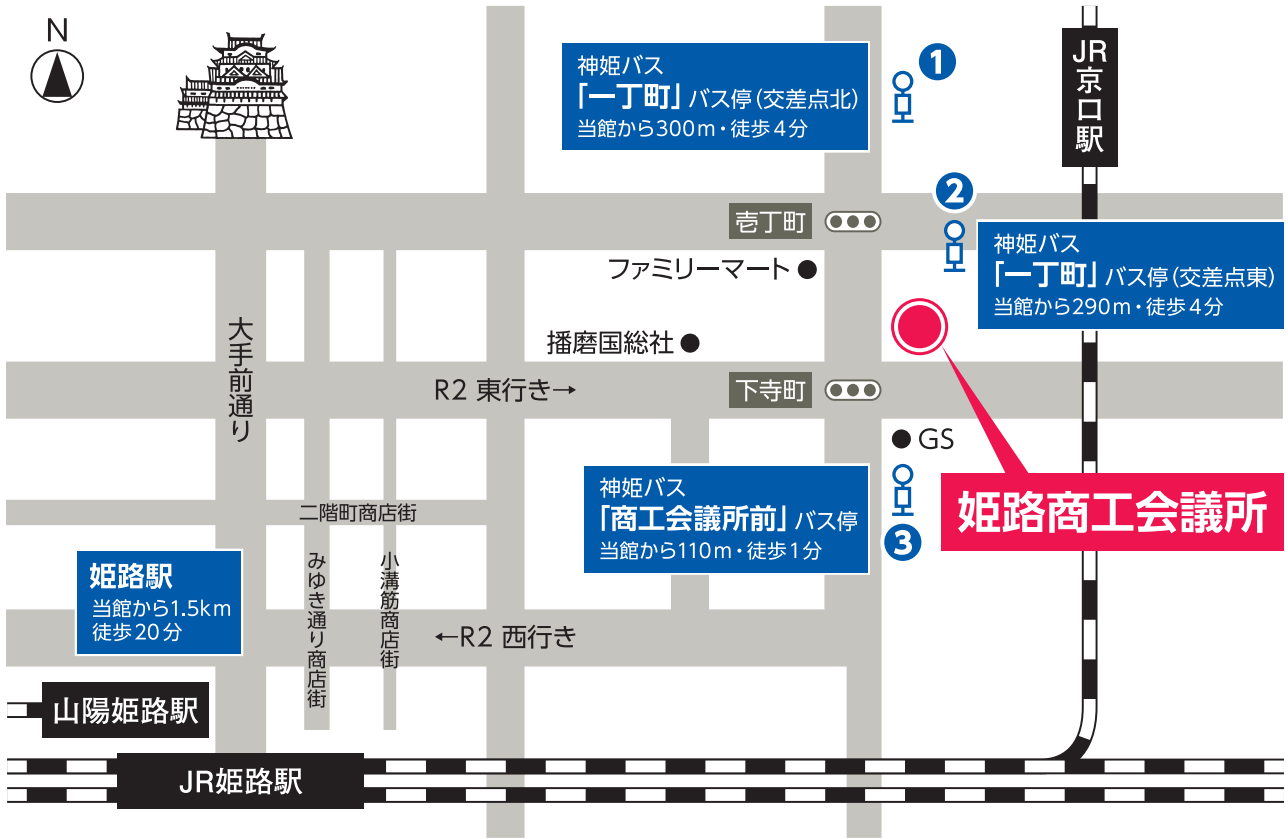 N
神姫バス
「一丁町」バス停(交差点北)
当館から300m・徒歩4分
1
JR京口駅
2
壱丁町
神姫バス
「一丁町」バス停(交差点東)
当館から290m・徒歩4分
ファミリーマート
大手前通り
播磨国総社
R2 東行き→
下寺町
GS
神姫バス
「商工会議所前」バス停
当館から110m・徒歩1分
3
姫路商工会議所
二階町商店街
みゆき通り商店街
小溝筋商店街
姫路駅
当館から1.5km
徒歩20分
←R2 西行き
山陽姫路駅
JR姫路駅